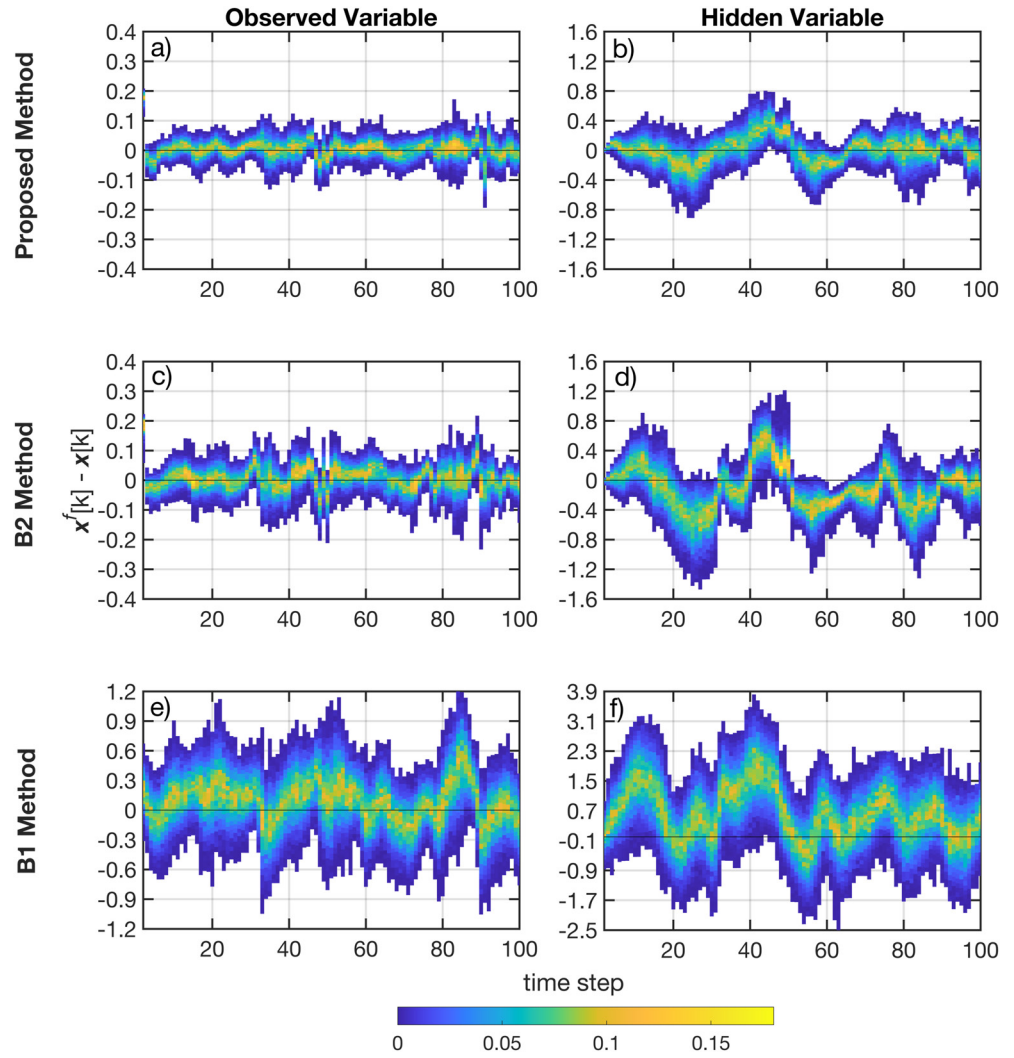 Observed Variable
Hidden Variable
Proposed Method
a)
0.4
0.3
0.2
0.1
0
-0.1
-0.2
-0.3
-0.4
20 40 60 80 100
b)
1.6
1.2
0.8
0.4
0
-0.4
-0.8
-1.2
-1.6
20 40 60 80 100
B2 Method
x^f[k] - x[k]
c)
0.4
0.3
0.2
0.1
0
-0.1
-0.2
-0.3
-0.4
20 40 60 80 100
d)
1.6
1.2
0.8
0.4
0
-0.4
-0.8
-1.2
-1.6
20 40 60 80 100
B1 Method
e)
1.2
0.9
0.6
0.3
0
-0.3
-0.6
-0.9
-1.2
20 40 60 80 100
f)
3.9
3.1
2.3
1.5
0.7
-0.1
-0.9
-1.7
-2.5
20 40 60 80 100
time step
0 0.05 0.1 0.15